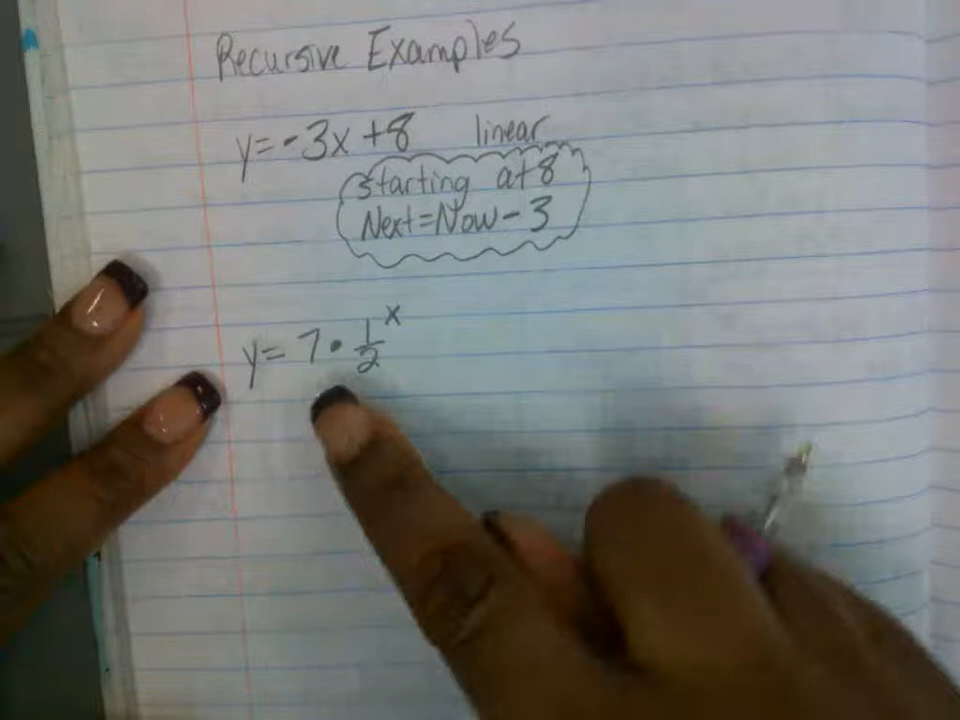 Recursive Examples
y=-3x+8 linear
Starting at 8
Next=Now-3
y=7•1/2^x